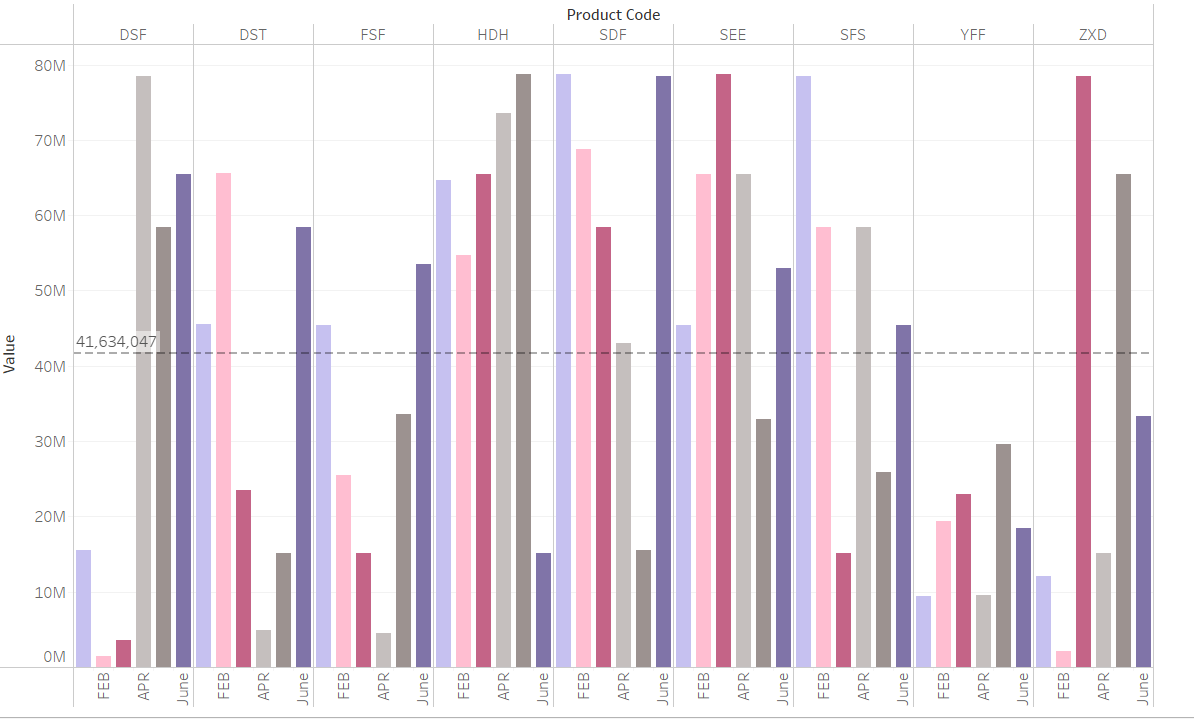 Product Code
DSF DST FSF HDH SDF SEE SFS YFF ZXD
80M
70M
60M
50M
41,634,047
40M
30M
20M
10M
0M
Value
FEB APR June FEB APR June FEB APR June FEB APR June FEB APR June FEB APR June FEB APR June FEB APR June FEB APR June